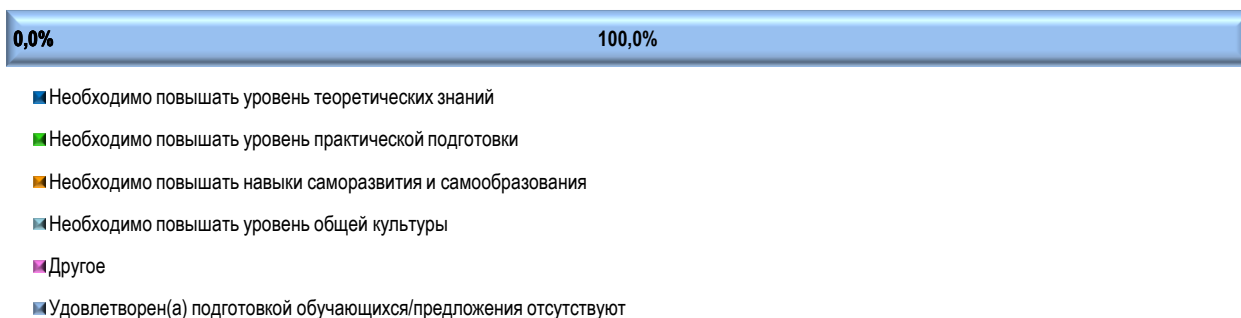 0,0% 100,0%
Необходимо повышать уровень теоретических знаний
Необходимо повышать уровень практической подготовки
Необходимо повышать навыки саморазвития и самообразования
Необходимо повышать уровень общей культуры
Другое
Удовлетворен(а) подготовкой обучающихся/предложения отсутствуют